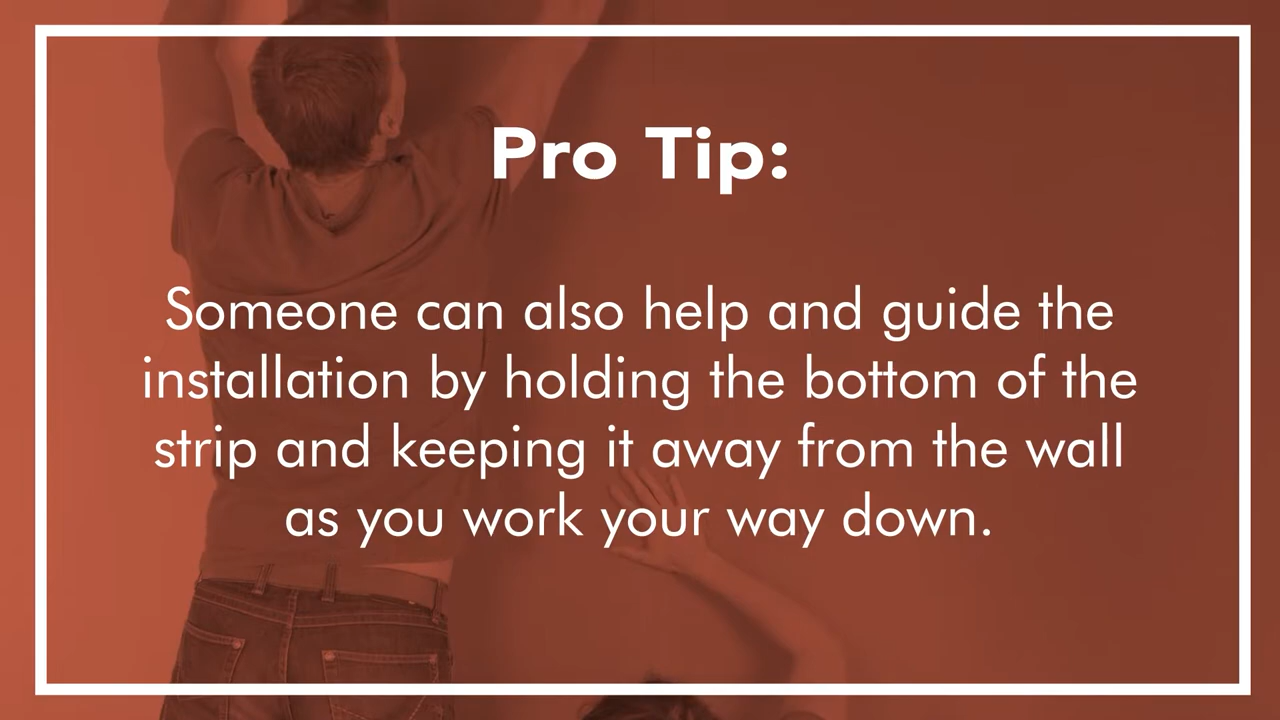 Pro Tip:
Someone can also help and guide the
installation by holding the bottom of the
strip and keeping it away from the wall
as you work your way down.